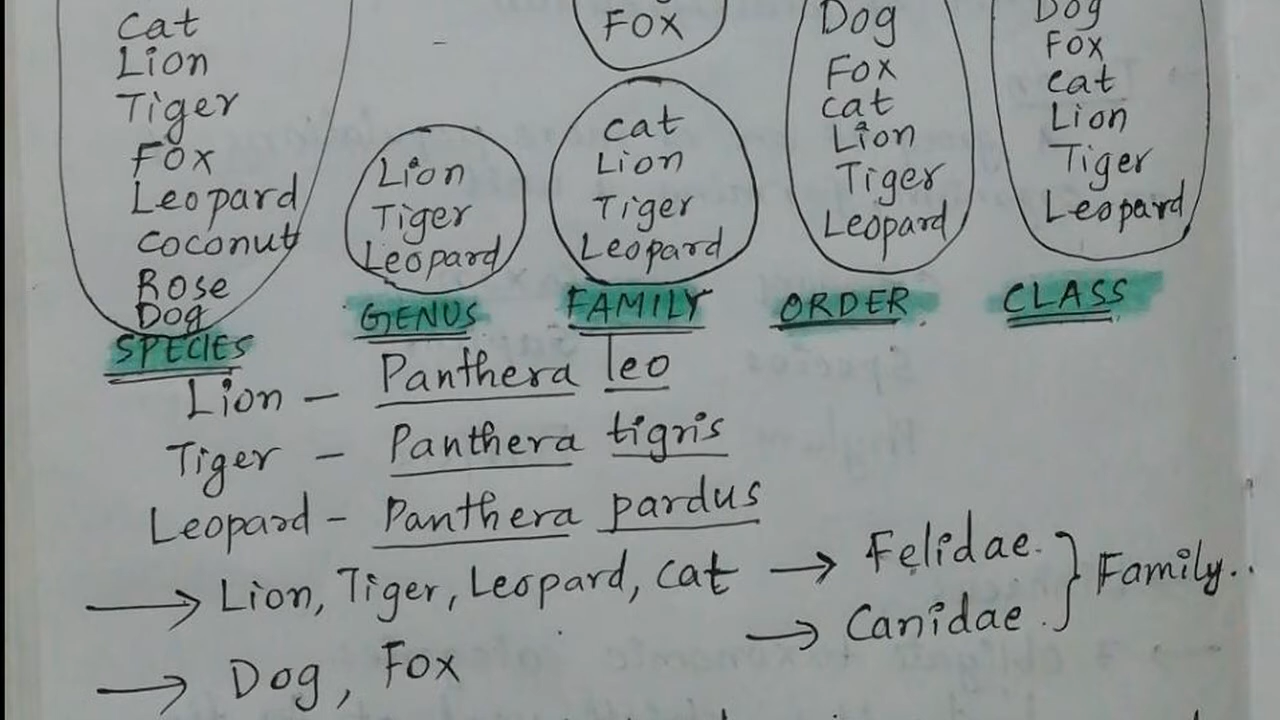 Cat
Lion
Tiger
Fox
Leopard
Coconut
Rose
Dog
SPECIES
Lion
Tiger
Leopard
GENUS
Fox
Cat
Lion
Tiger
Leopard
FAMILY
Dog
Fox
Cat
Lion
Tiger
Leopard
ORDER
Dog
Fox
Cat
Lion
Tiger
Leopard
CLASS
Lion - Panthera leo
Tiger - Panthera tigris
Leopard - Panthera pardus
→ Lion, Tiger, Leopard, Cat → Felidae. } Family..
→ Canidae.
→ Dog, Fox